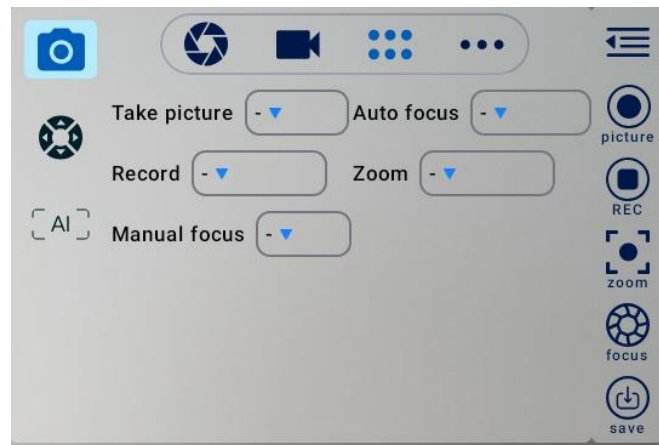 Take picture - Auto focus -
picture
Record - Zoom -
REC
AI
Manual focus -
zoom
focus
save